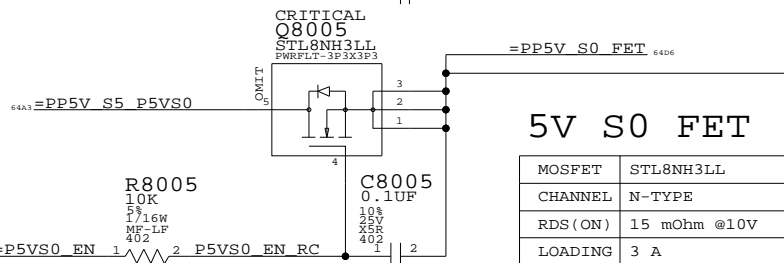 CRITICAL
Q8005
STL8NH3LL
PWRFLT-3P3X3P3
OMIT
=PP5V_S0_FET 64D6
64A3 =PP5V_S5_P5VS0
5
3
2
1
4
5V S0 FET
MOSFET STL8NH3LL
CHANNEL N-TYPE
RDS(ON) 15 mOhm @10V
LOADING 3 A
R8005
10K
5%
1/16W
MF-LF
402
C8005
0.1UF
10%
25V
X5R
402
=P5VS0_EN 1 2 P5VS0_EN_RC
1 2